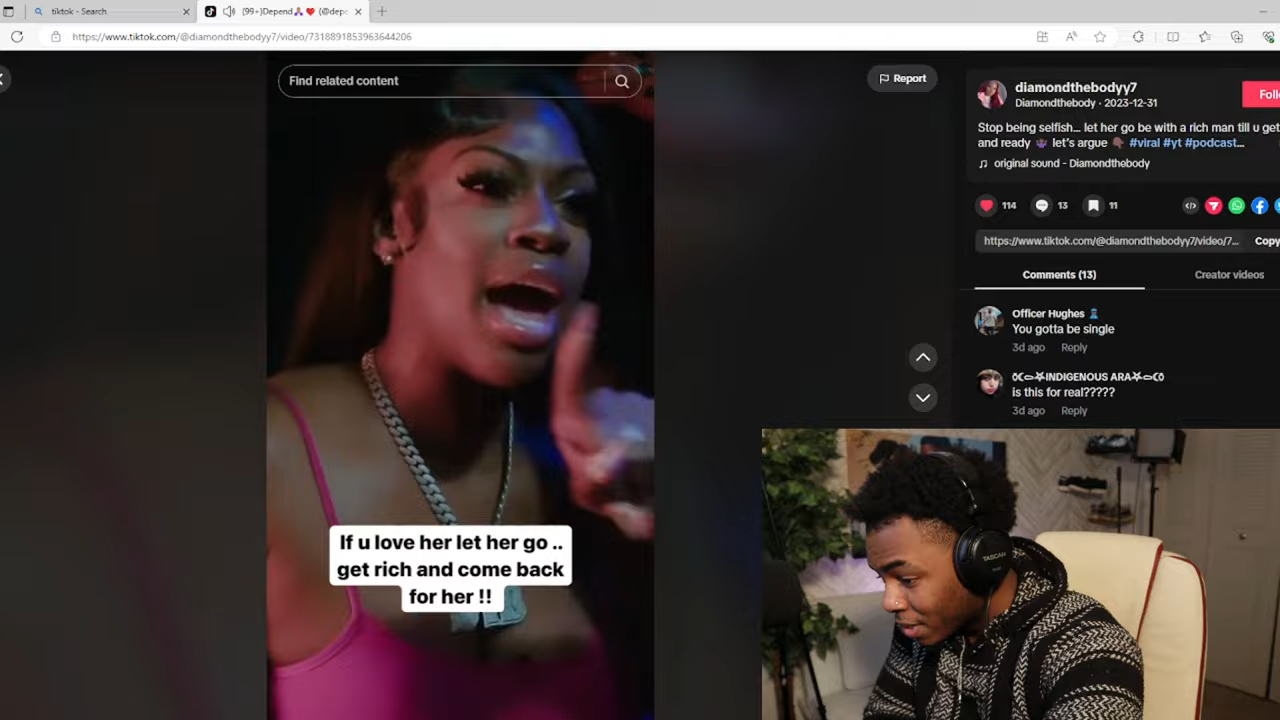 tiktok - Search
(99+)Depend
https://www.tiktok.com/@diamondthebodyy7/video/7318891853963644206
Find related content
Report
diamondthebodyy7
Diamondthebody · 2023-12-31
Stop being selfish... let her go be with a rich man till u get
and ready 
let's argue 
#viral #yt #podcast...
original sound - Diamondthebody
114
13
11
https://www.tiktok.com/@diamondthebodyy7/video/7...
Copy
Comments (13)
Creator videos
Officer Hughes
You gotta be single
3d ago Reply
INDIGENOUS ARA
is this for real?????
3d ago Reply
If u love her let her go ..
get rich and come back
for her !!
TASCAM